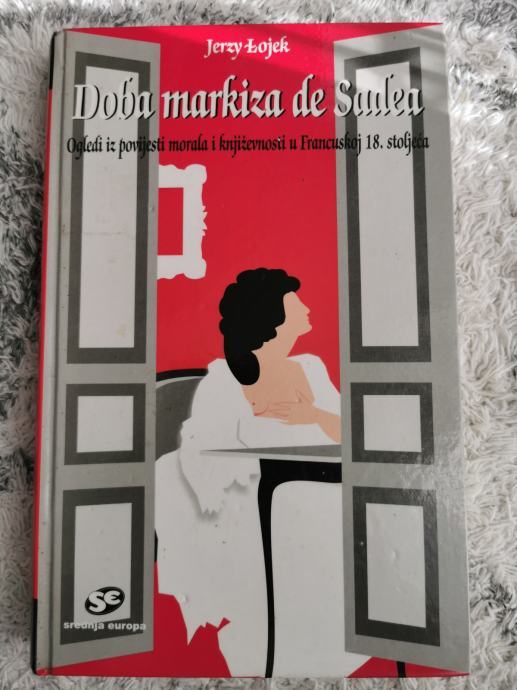 Jerzy Łojek
Doba markiza de Sadea
Ogledi iz povijesti morala i književnosti u Francuskoj 18. stoljeća
SE
srednja europa